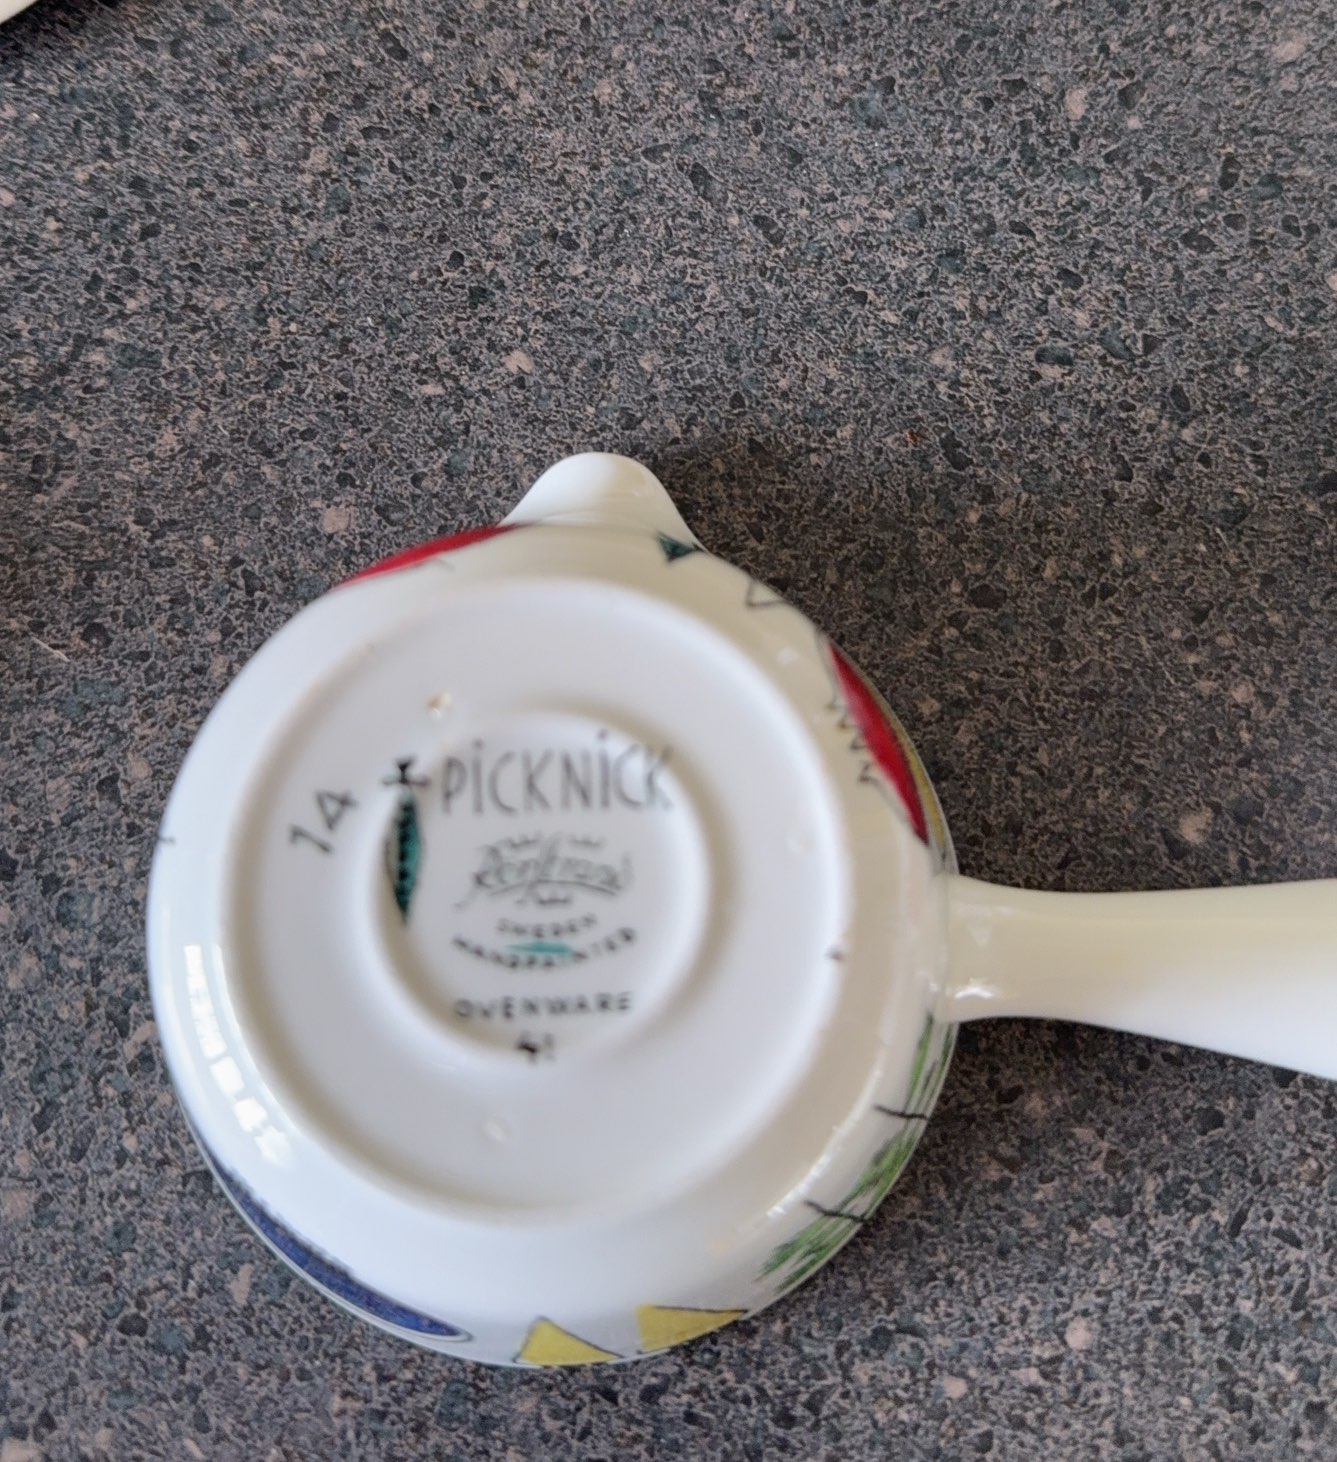 14
PICKNICK
Rörstrand
SWEDEN
HANDPAINTED
OVENWARE